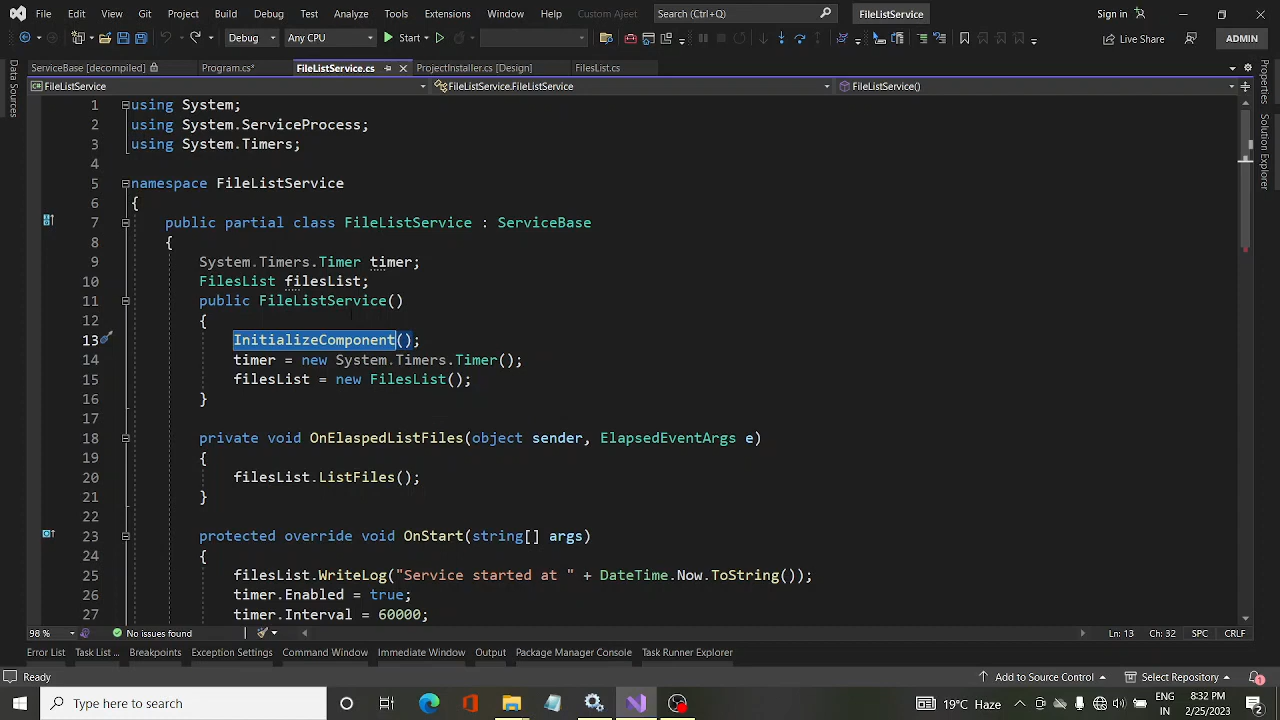 File Edit View Git Project Build Debug Test Analyze Tools Extensions Window Help Custom Ajeet Search (Ctrl+Q) FileListService Sign in
Debug Any CPU Start Live Share ADMIN
ServiceBase [decompiled] Program.cs* FileListService.cs ProjectInstaller.cs [Design] FilesList.cs
Data Sources
Properties
Solution Explorer
FileListService FileListService.FileListService FileListService()
1 using System;
2 using System.ServiceProcess;
3 using System.Timers;
4
5 namespace FileListService
6 {
7 public partial class FileListService : ServiceBase
8 {
9 System.Timers.Timer timer;
10 FilesList filesList;
11 public FileListService()
12 {
13 InitializeComponent();
14 timer = new System.Timers.Timer();
15 filesList = new FilesList();
16 }
17
18 private void OnElaspedListFiles(object sender, ElapsedEventArgs e)
19 {
20 filesList.ListFiles();
21 }
22
23 protected override void OnStart(string[] args)
24 {
25 filesList.WriteLog("Service started at " + DateTime.Now.ToString());
26 timer.Enabled = true;
27 timer.Interval = 60000;
98 % No issues found Ln: 13 Ch: 32 SPC CRLF
Error List Task List ... Breakpoints Exception Settings Command Window Immediate Window Output Package Manager Console Task Runner Explorer
Ready Add to Source Control Select Repository 1
Type here to search 19°C Haze ENG 8:32 PM
IN 2/25/2023 2